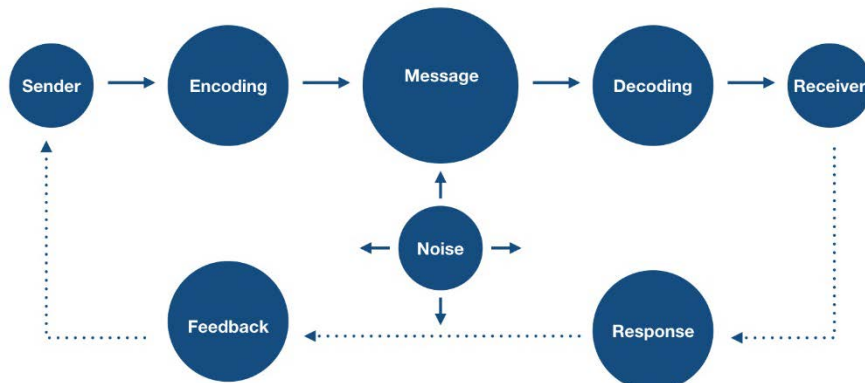 Sender
Encoding
Message
Decoding
Receiver
Noise
Feedback
Response